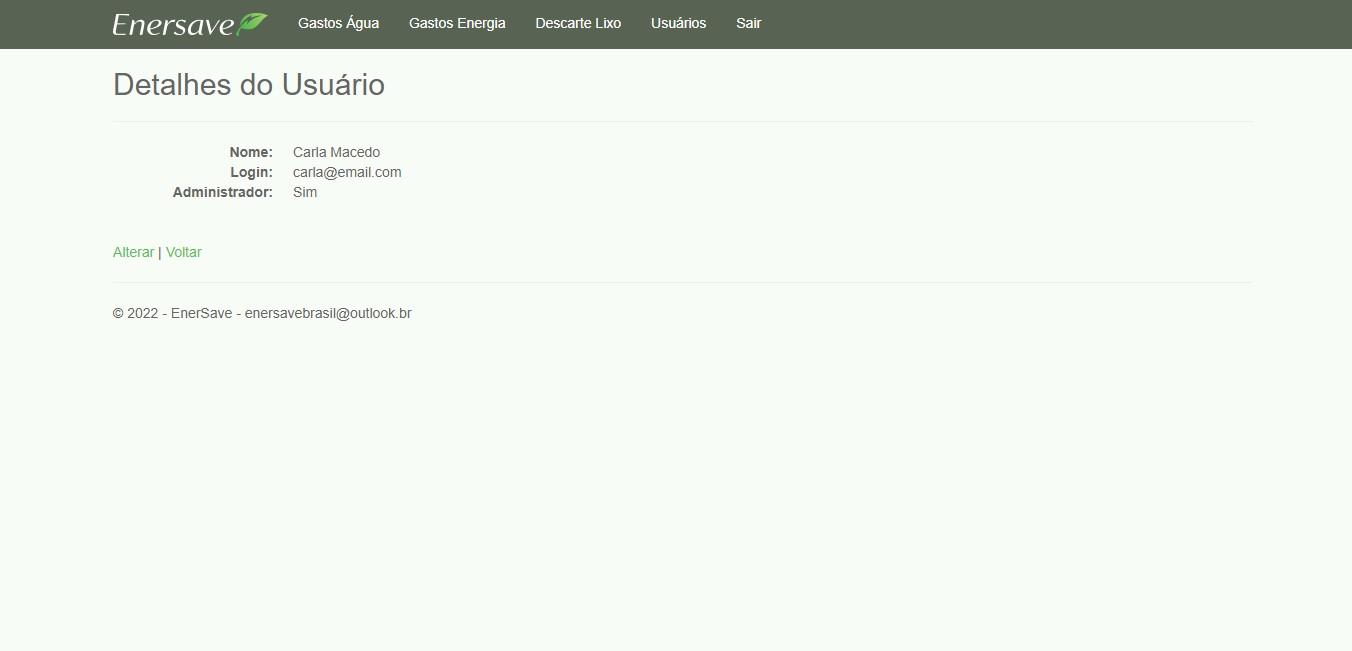 Enersave Gastos Água Gastos Energia Descarte Lixo Usuários Sair
Detalhes do Usuário
Nome: Carla Macedo
Login: carla@email.com
Administrador: Sim
Alterar | Voltar
© 2022 - EnerSave - enersavebrasil@outlook.br